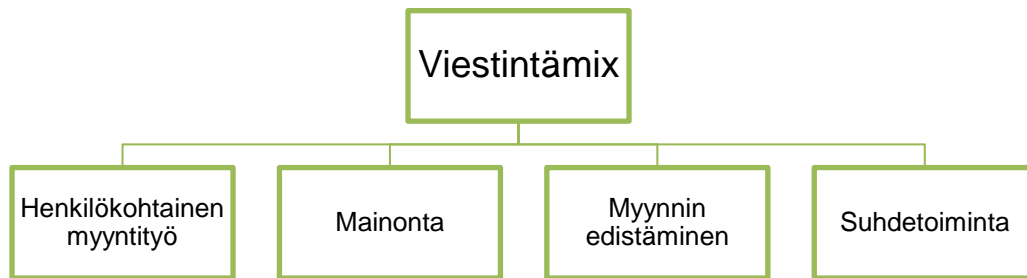 Viestintämix
Henkilökohtainen
myyntityö
Mainonta
Myynnin
edistäminen
Suhdetoiminta